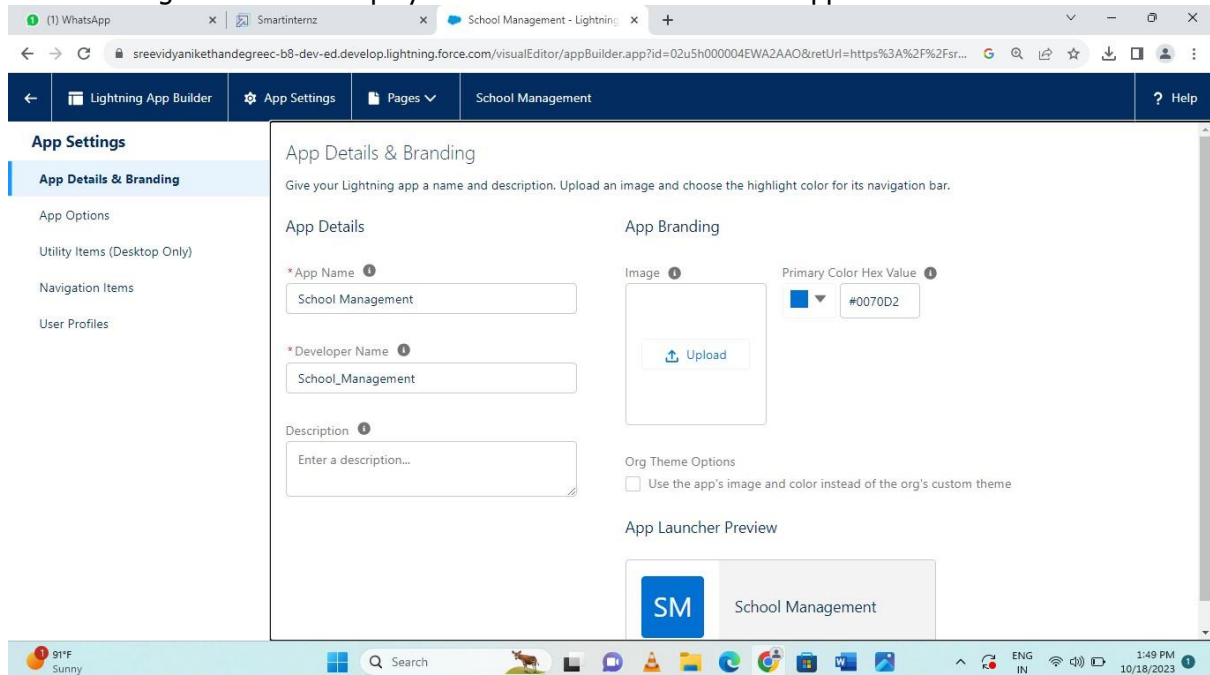 (1) WhatsApp
Smartinternz
School Management - Lightning
sreevidyanikethandegreec-b8-dev-ed.develop.lightning.force.com/visualEditor/appBuilder.app?id=02u5h000004EWA2AAO&retUrl=https%3A%2F%2Fsr...
Lightning App Builder
App Settings
Pages
School Management
? Help
App Settings
App Details & Branding
App Options
Utility Items (Desktop Only)
Navigation Items
User Profiles
App Details & Branding
Give your Lightning app a name and description. Upload an image and choose the highlight color for its navigation bar.
App Details
*App Name
School Management
*Developer Name
School_Management
Description
Enter a description...
App Branding
Image
Upload
Primary Color Hex Value
#0070D2
Org Theme Options
Use the app's image and color instead of the org's custom theme
App Launcher Preview
SM
School Management
1
91°F
Sunny
Search
ENG
IN
1:49 PM
10/18/2023
1